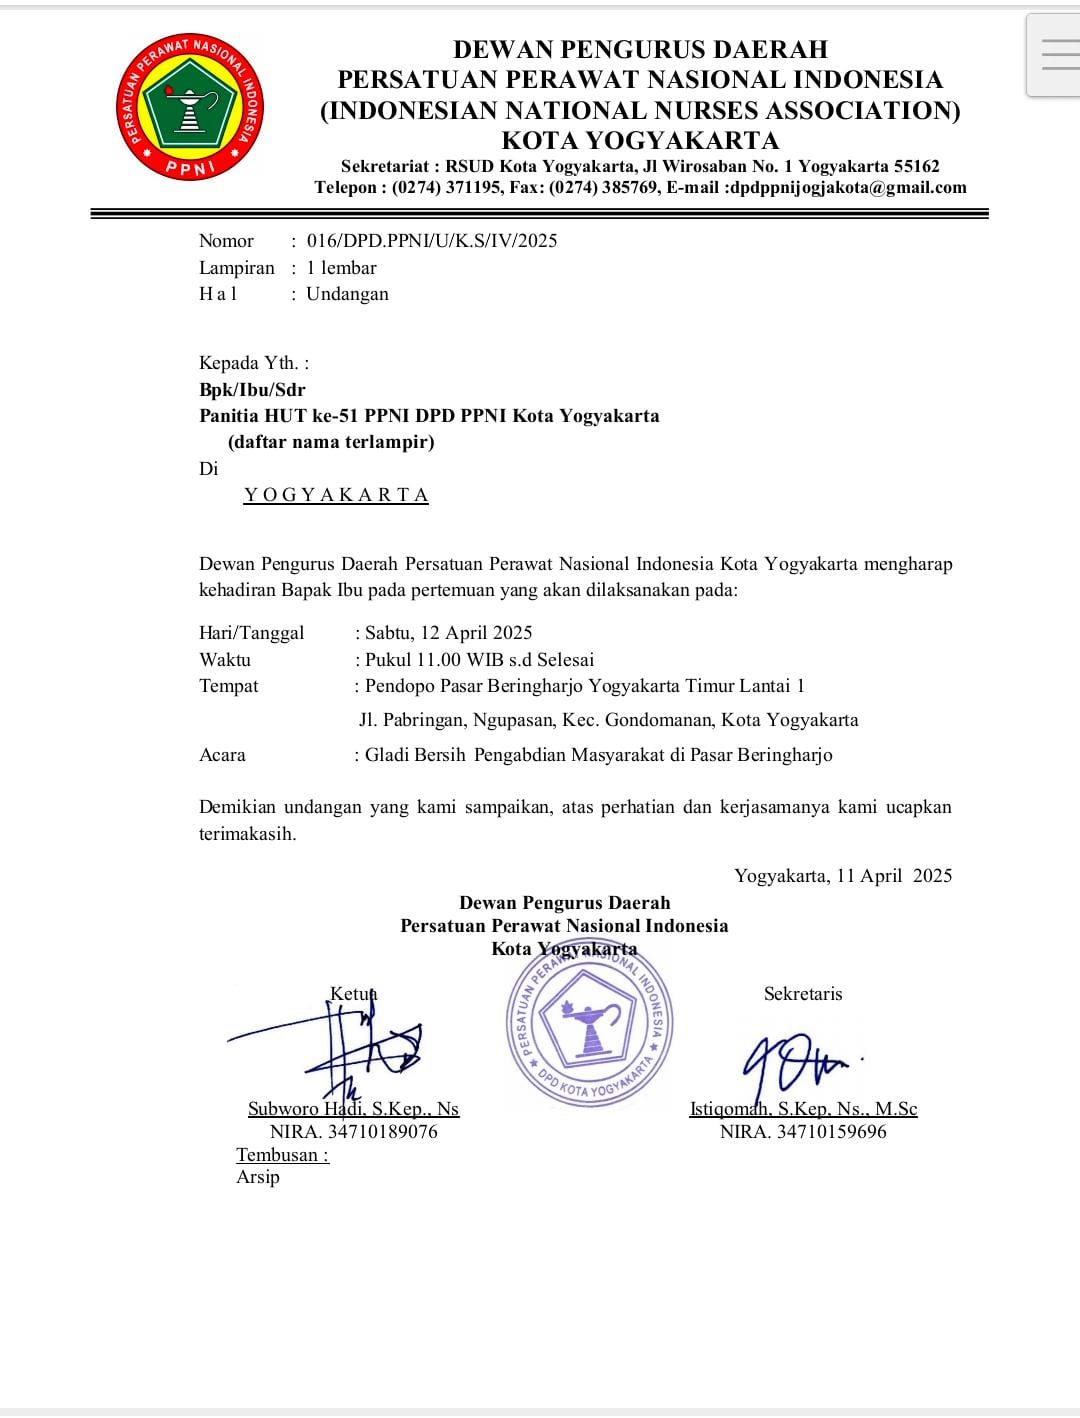 PERSATUAN PERAWAT NASIONAL INDONESIA
PPNI
DEWAN PENGURUS DAERAH
PERSATUAN PERAWAT NASIONAL INDONESIA
(INDONESIAN NATIONAL NURSES ASSOCIATION)
KOTA YOGYAKARTA
Sekretariat : RSUD Kota Yogyakarta, Jl Wirosaban No. 1 Yogyakarta 55162
Telepon : (0274) 371195, Fax: (0274) 385769, E-mail :dpdppnijogjakota@gmail.com
Nomor : 016/DPD.PPNI/U/K.S/IV/2025
Lampiran : 1 lembar
H a l : Undangan
Kepada Yth. :
Bpk/Ibu/Sdr
Panitia HUT ke-51 PPNI DPD PPNI Kota Yogyakarta
(daftar nama terlampir)
Di
Y O G Y A K A R T A
Dewan Pengurus Daerah Persatuan Perawat Nasional Indonesia Kota Yogyakarta mengharap
kehadiran Bapak Ibu pada pertemuan yang akan dilaksanakan pada:
Hari/Tanggal : Sabtu, 12 April 2025
Waktu : Pukul 11.00 WIB s.d Selesai
Tempat : Pendopo Pasar Beringharjo Yogyakarta Timur Lantai 1
Jl. Pabringan, Ngupasan, Kec. Gondomanan, Kota Yogyakarta
Acara : Gladi Bersih Pengabdian Masyarakat di Pasar Beringharjo
Demikian undangan yang kami sampaikan, atas perhatian dan kerjasamanya kami ucapkan
terimakasih.
Yogyakarta, 11 April 2025
Dewan Pengurus Daerah
Persatuan Perawat Nasional Indonesia
Kota Yogyakarta
PERSATUAN PERAWAT NASIONAL INDONESIA
DPD KOTA YOGYAKARTA
Ketua Sekretaris
Subworo Hadi, S.Kep., Ns Istiqomah, S.Kep, Ns., M.Sc
NIRA. 34710189076 NIRA. 34710159696
Tembusan :
Arsip